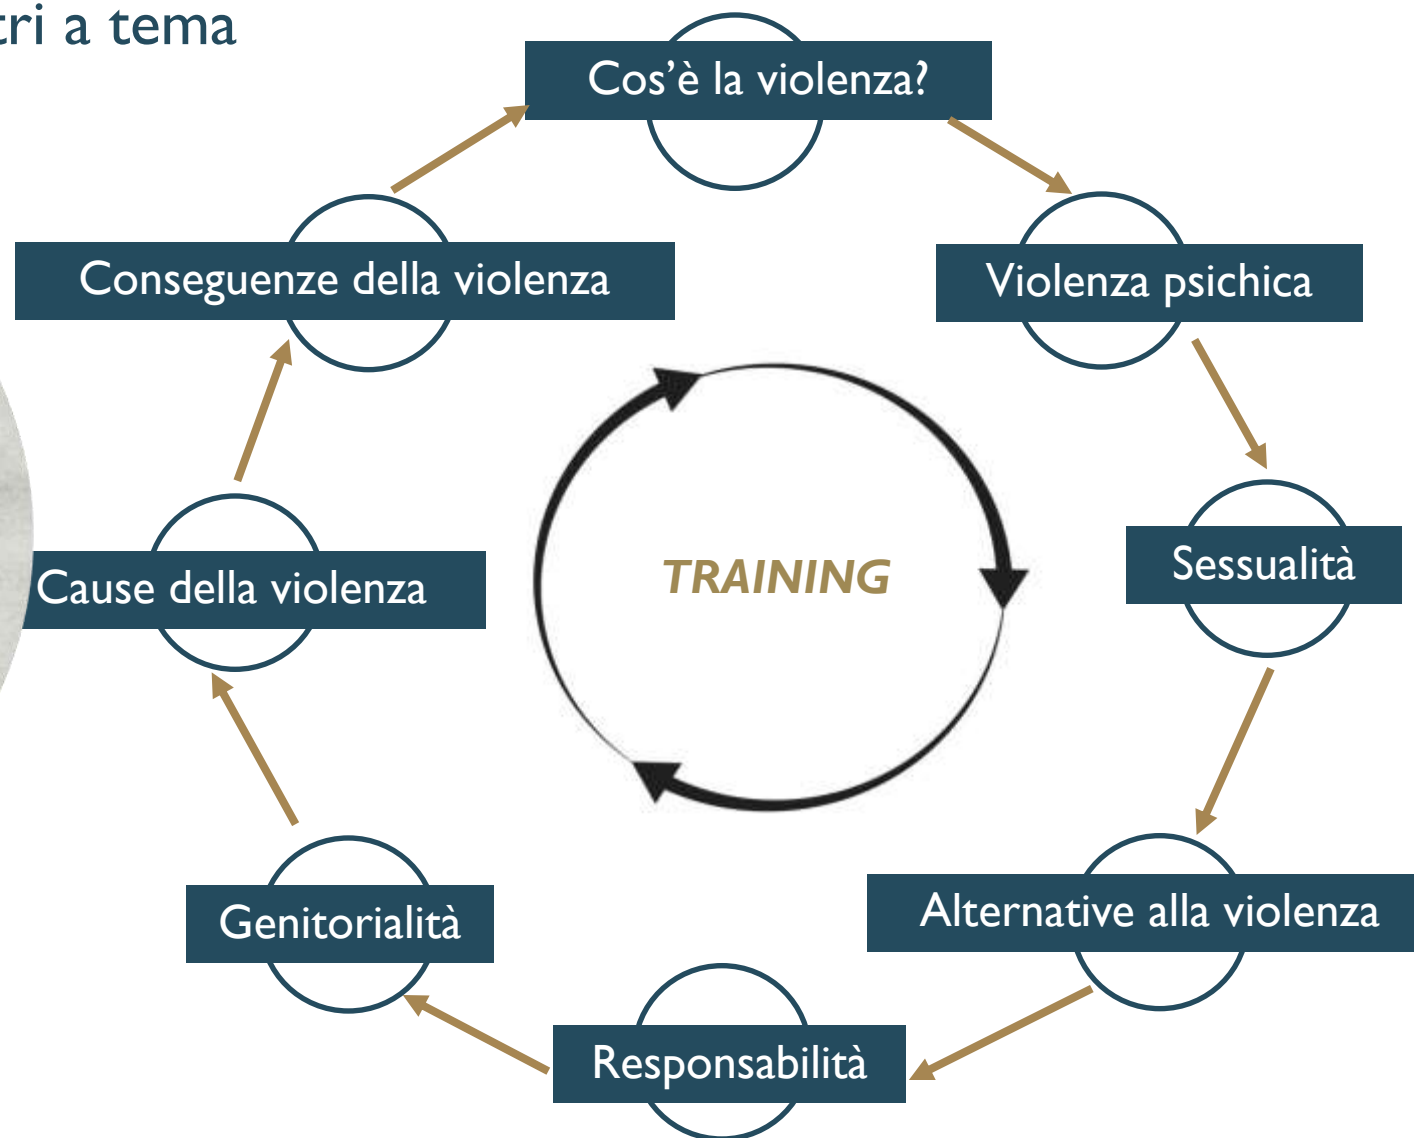 tri a tema
Cos'è la violenza?
Violenza psichica
Sessualità
Alternative alla violenza
Responsabilità
Genitorialità
Cause della violenza
Conseguenze della violenza
TRAINING